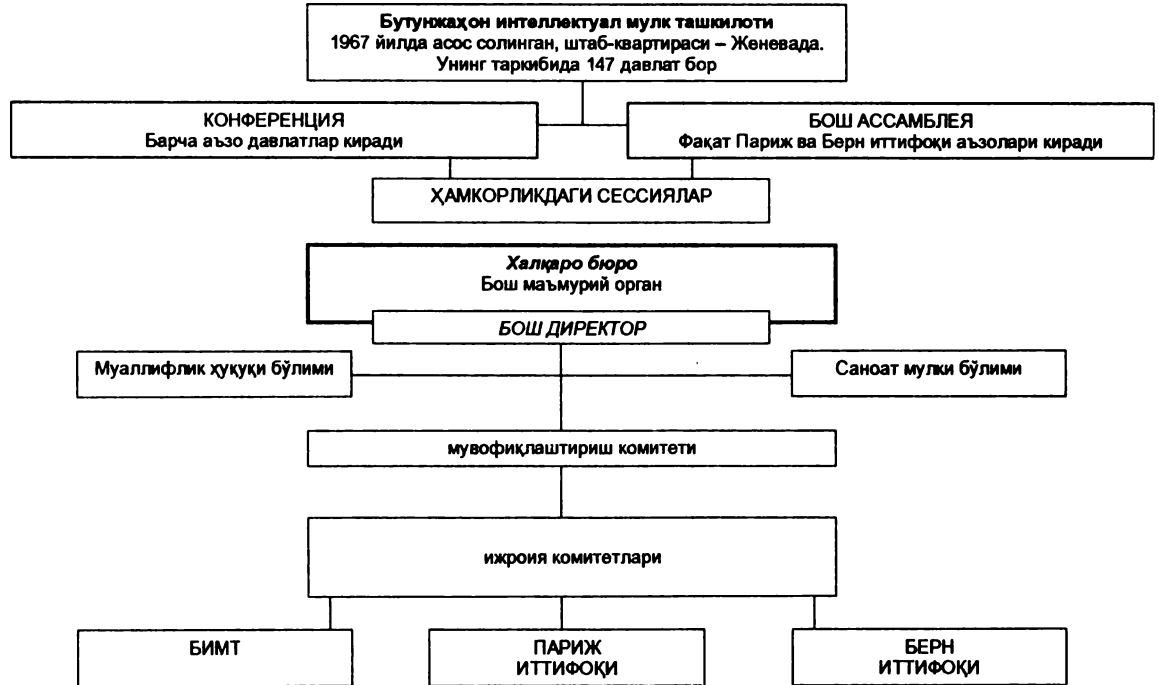 Бутунжаҳон интеллектуал мулк ташкилоти
1967 йилда асос солинган, штаб-квартираси – Женевада.
Унинг таркибида 147 давлат бор
КОНФЕРЕНЦИЯ
Барча аъзо давлатлар киради
БОШ АССАМБЛЕЯ
Фақат Париж ва Берн иттифоқи аъзолари киради
ҲАМКОРЛИКДАГИ СЕССИЯЛАР
Халқаро бюро
Бош маъмурий орган
БОШ ДИРЕКТОР
Муаллифлик ҳуқуқи бўлими
Саноат мулки бўлими
мувофиқлаштириш комитети
ижроия комитетлари
БИМТ
ПАРИЖ
ИТТИФОҚИ
БЕРН
ИТТИФОҚИ